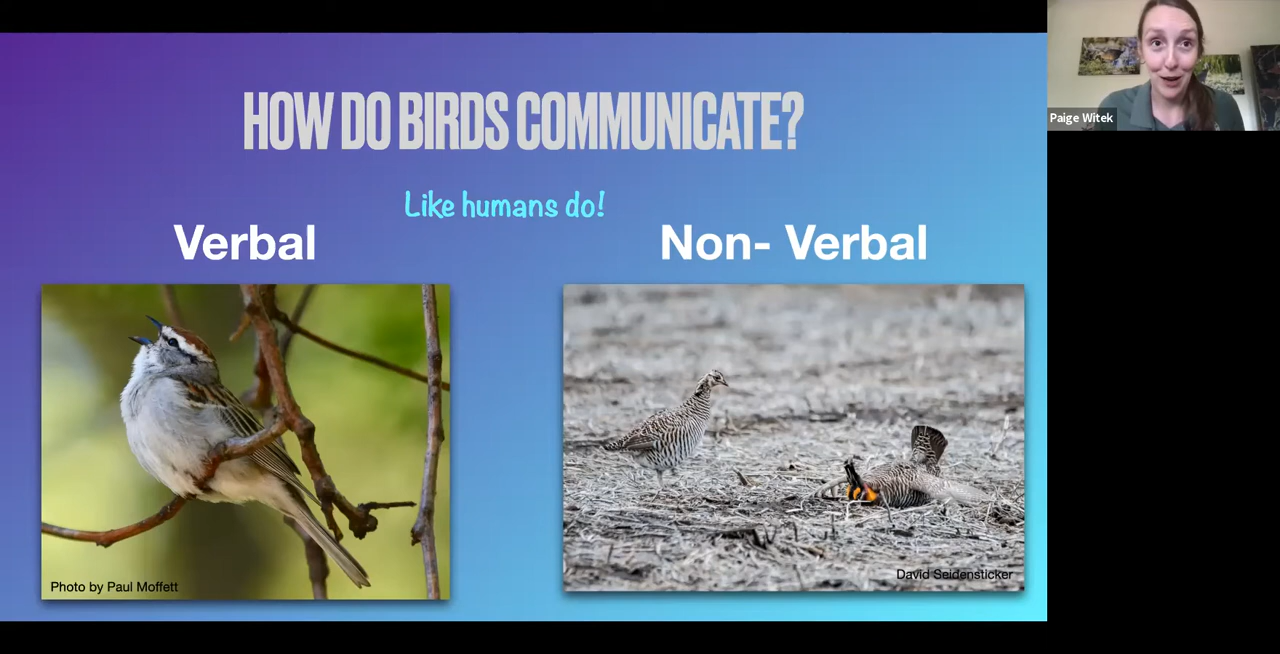 HOW DO BIRDS COMMUNICATE?
Like humans do!
Verbal
Non- Verbal
Photo by Paul Moffett
David Seidensticker
Paige Witek